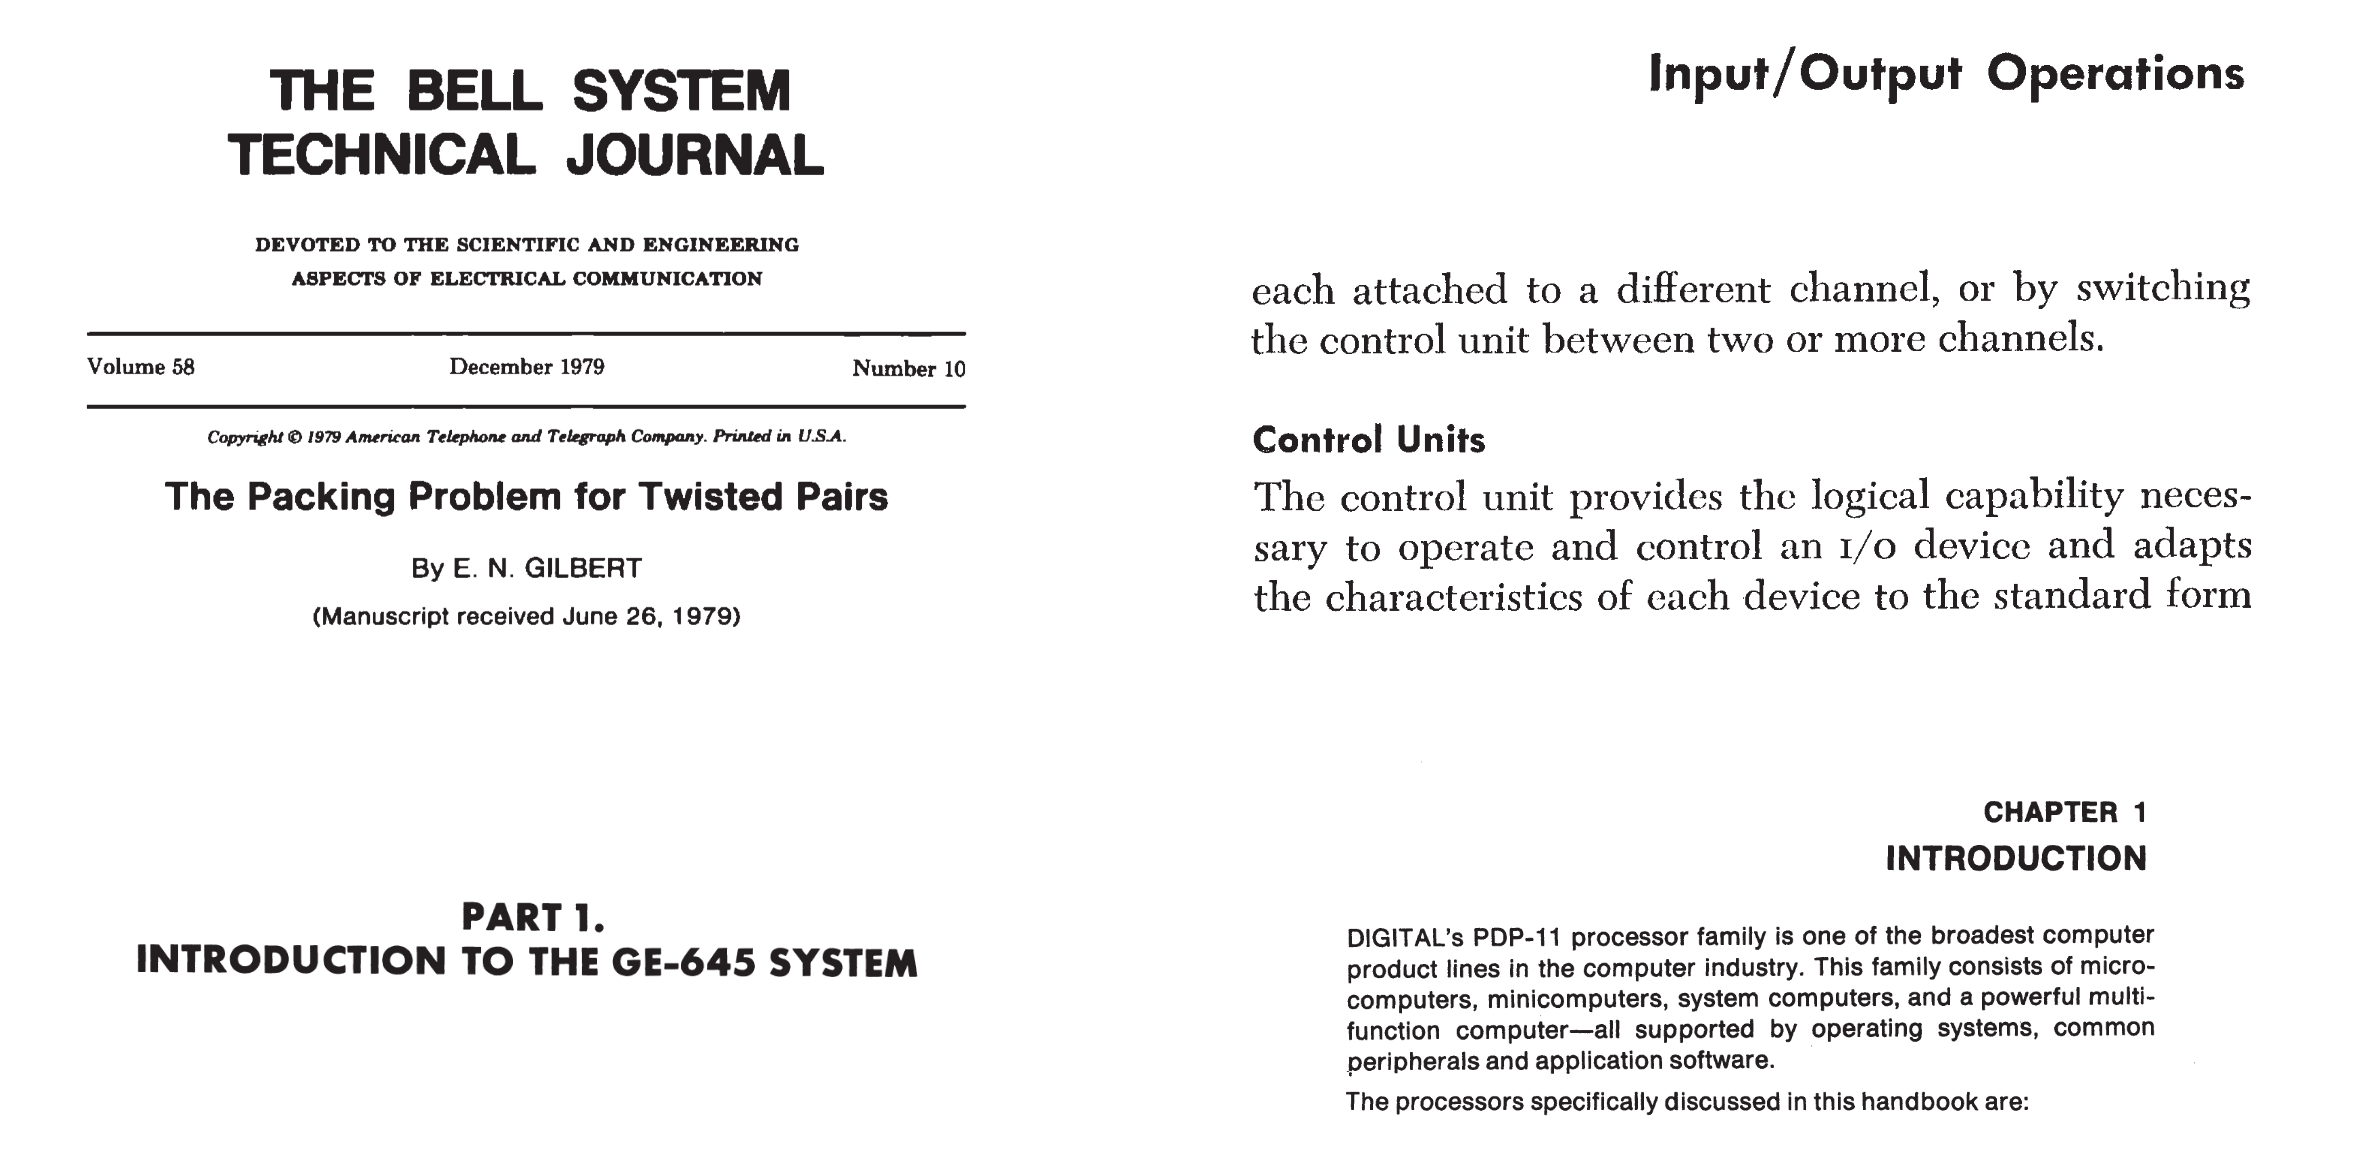 THE BELL SYSTEM
TECHNICAL JOURNAL
DEVOTED TO THE SCIENTIFIC AND ENGINEERING
ASPECTS OF ELECTRICAL COMMUNICATION
Volume 58 December 1979 Number 10
Copyright © 1979 American Telephone and Telegraph Company. Printed in U.S.A.
The Packing Problem for Twisted Pairs
By E. N. GILBERT
(Manuscript received June 26, 1979)
PART 1.
INTRODUCTION TO THE GE-645 SYSTEM
Input/Output Operations
each attached to a different channel, or by switching
the control unit between two or more channels.
Control Units
The control unit provides the logical capability neces-
sary to operate and control an I/O device and adapts
the characteristics of each device to the standard form
CHAPTER 1
INTRODUCTION
DIGITAL's PDP-11 processor family is one of the broadest computer
product lines in the computer industry. This family consists of micro-
computers, minicomputers, system computers, and a powerful multi-
function computer—all supported by operating systems, common
peripherals and application software.
The processors specifically discussed in this handbook are: